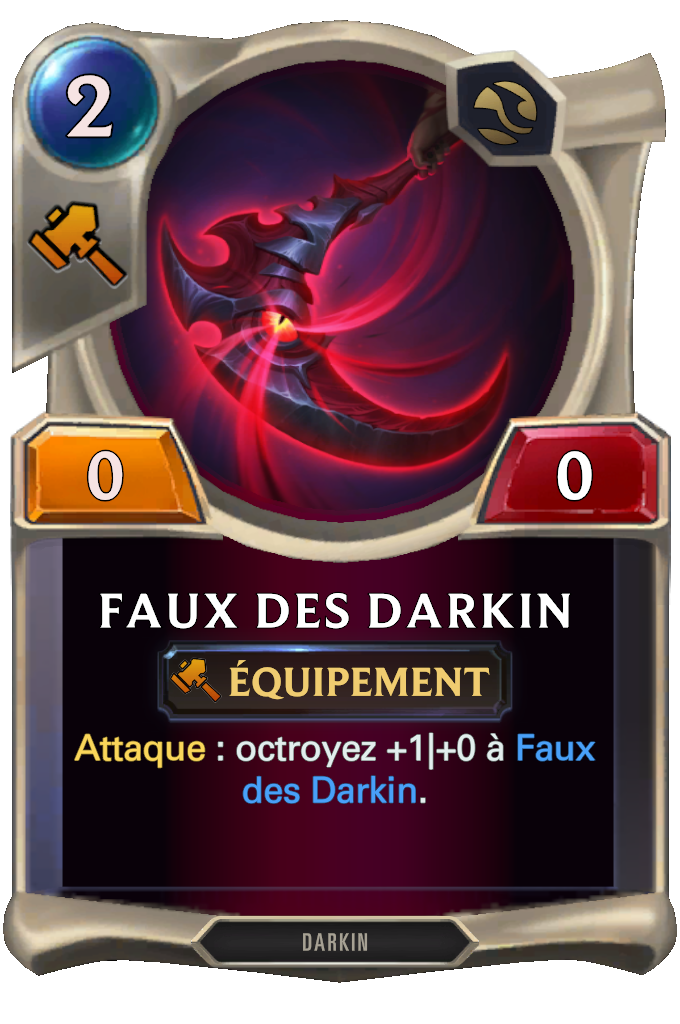 2
0
0
FAUX DES DARKIN
ÉQUIPEMENT
Attaque : octroyez +1|+0 à Faux
des Darkin.
DARKIN